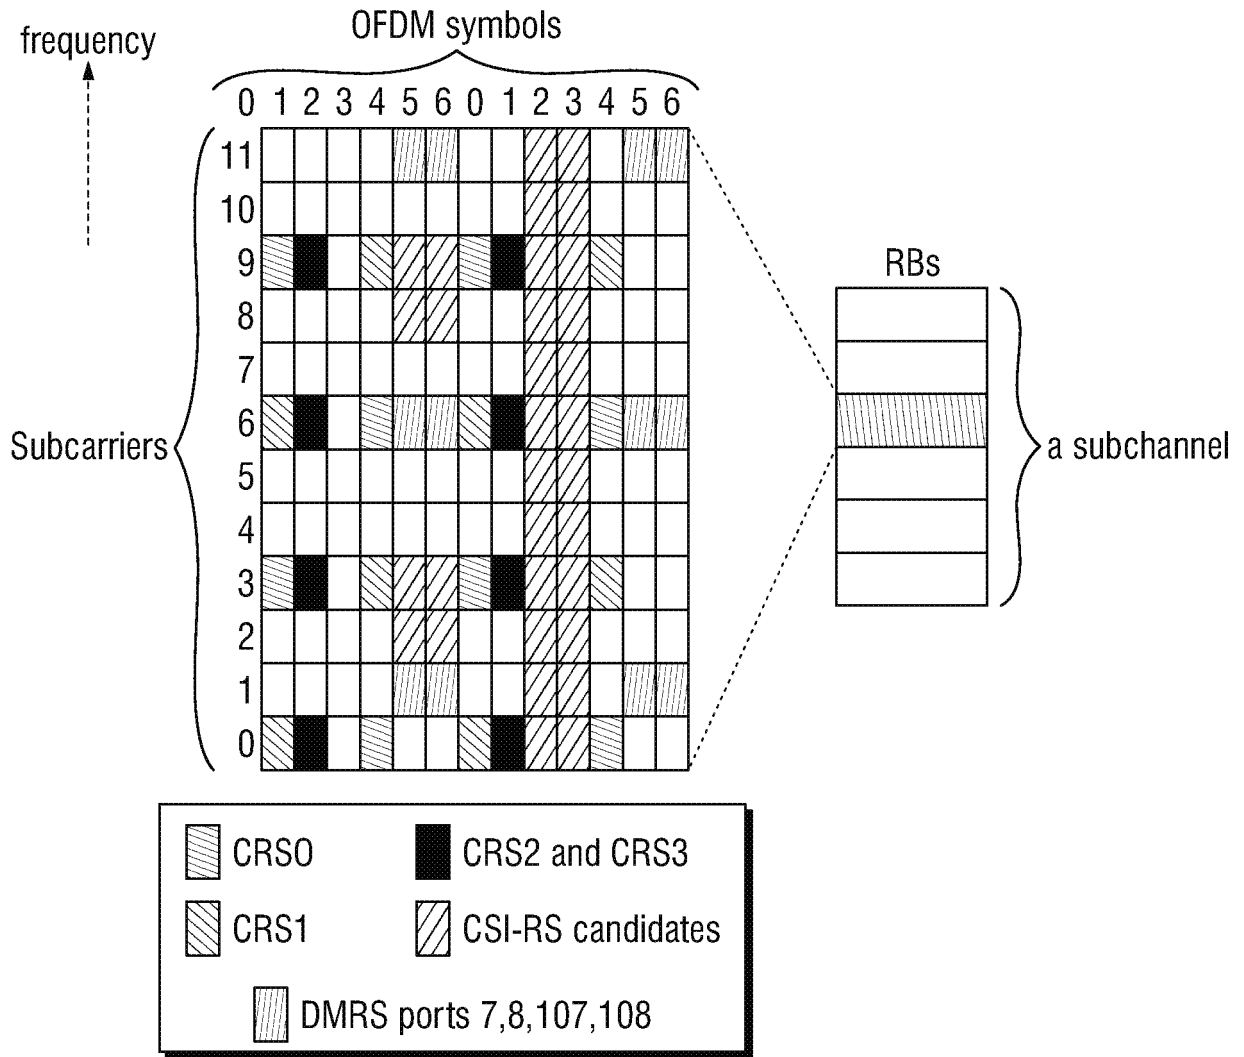 OFDM symbols
frequency
0 1 2 3 4 5 6 0 1 2 3 4 5 6
11
10
9
8
7
6
5
4
3
2
1
0
Subcarriers
RBs
a subchannel
CRS0
CRS2 and CRS3
CRS1
CSI-RS candidates
DMRS ports 7,8,107,108